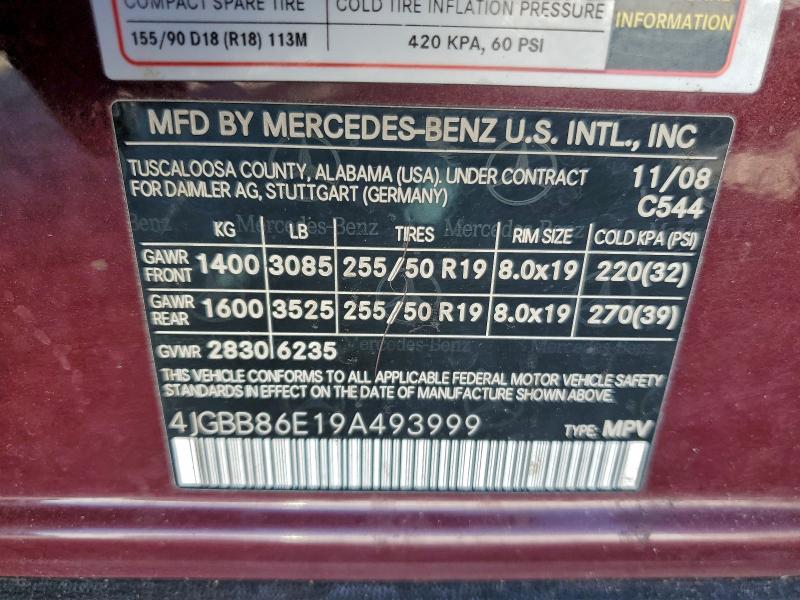 COMPACT SPARE TIRE COLD TIRE INFLATION PRESSURE
155/90 D18 (R18) 113M 420 KPA, 60 PSI
INFORMATION
MFD BY MERCEDES-BENZ U.S. INTL., INC
TUSCALOOSA COUNTY, ALABAMA (USA). UNDER CONTRACT 11/08
FOR DAIMLER AG, STUTTGART (GERMANY) C544
KG LB TIRES RIM SIZE COLD KPA (PSI)
GAWR FRONT 1400 3085 255/50 R19 8.0x19 220(32)
GAWR REAR 1600 3525 255/50 R19 8.0x19 270(39)
GVWR 2830 6235
THIS VEHICLE CONFORMS TO ALL APPLICABLE FEDERAL MOTOR VEHICLE SAFETY
STANDARDS IN EFFECT ON THE DATE OF MANUFACTURE SHOWN ABOVE.
4JGBB86E19A493999 TYPE: MPV